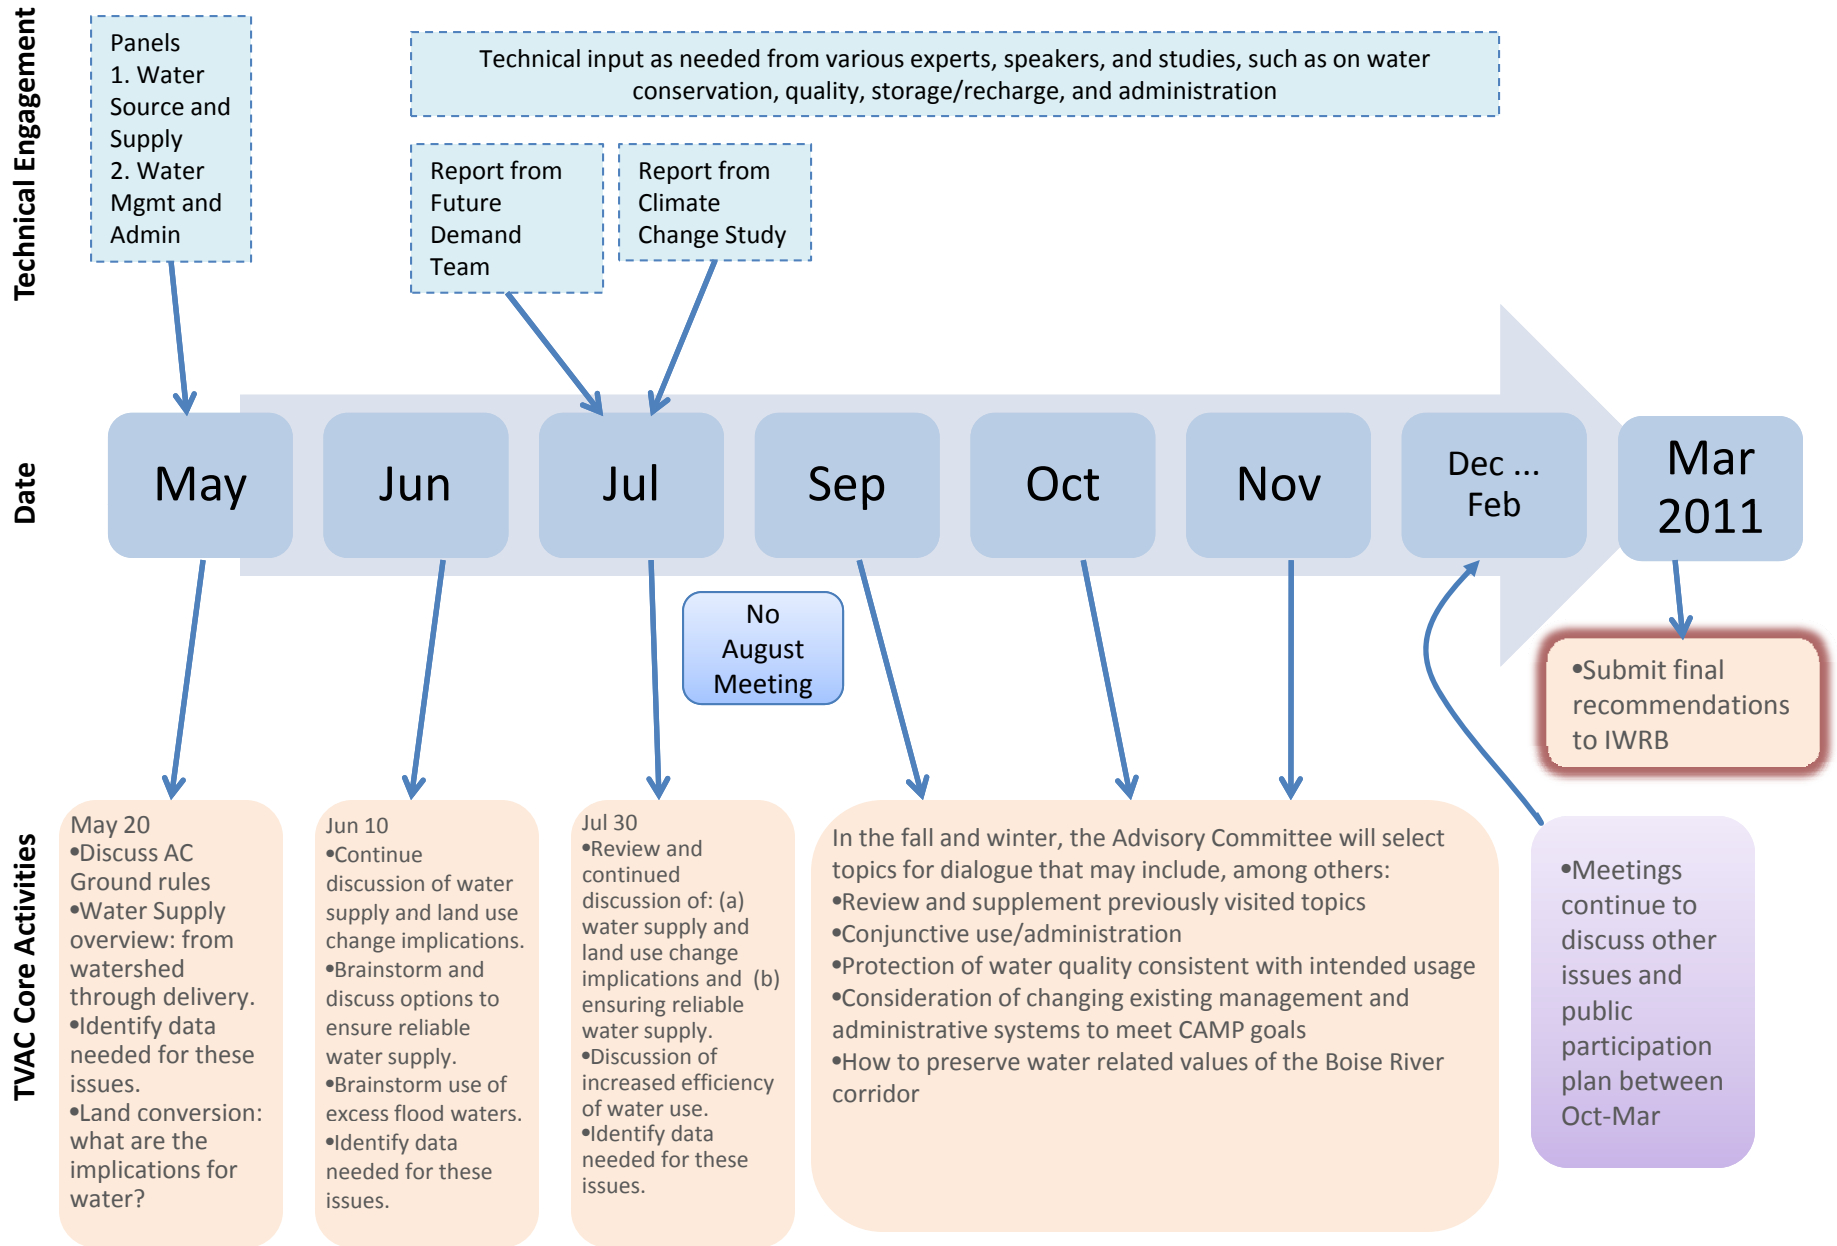 Technical Engagement
Panels
1. Water
Source and
Supply
2. Water
Mgmt and
Admin
Technical input as needed from various experts, speakers, and studies, such as on water
conservation, quality, storage/recharge, and administration
Report from
Future
Demand
Team
Report from
Climate
Change Study
Date
May
Jun
Jul
Sep
Oct
Nov
Dec ...
Feb
Mar
2011
No
August
Meeting
•Submit final
recommendations
to IWRB
TVAC Core Activities
May 20
•Discuss AC
Ground rules
•Water Supply
overview: from
watershed
through delivery.
•Identify data
needed for these
issues.
•Land conversion:
what are the
implications for
water?
Jun 10
•Continue
discussion of water
supply and land use
change implications.
•Brainstorm and
discuss options to
ensure reliable
water supply.
•Brainstorm use of
excess flood waters.
•Identify data
needed for these
issues.
Jul 30
•Review and
continued
discussion of: (a)
water supply and
land use change
implications and (b)
ensuring reliable
water supply.
•Discussion of
increased efficiency
of water use.
•Identify data
needed for these
issues.
In the fall and winter, the Advisory Committee will select
topics for dialogue that may include, among others:
•Review and supplement previously visited topics
•Conjunctive use/administration
•Protection of water quality consistent with intended usage
•Consideration of changing existing management and
administrative systems to meet CAMP goals
•How to preserve water related values of the Boise River
corridor
•Meetings
continue to
discuss other
issues and
public
participation
plan between
Oct-Mar